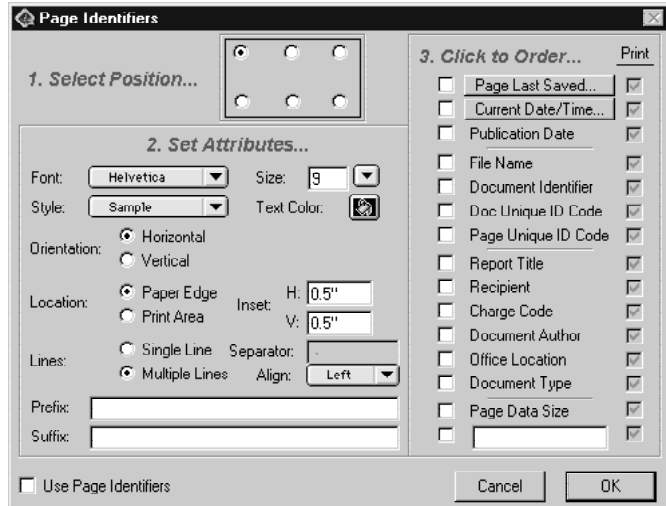 Page Identifiers
1. Select Position...
2. Set Attributes...
Font: Helvetica Size: 9
Style: Sample Text Color:
Orientation: Horizontal
Vertical
Location: Paper Edge
Print Area
Inset: H: 0.5"
V: 0.5"
Lines: Single Line Separator: .
Multiple Lines Align: Left
Prefix:
Suffix:
Use Page Identifiers
3. Click to Order... Print
Page Last Saved...
Current Date/Time...
Publication Date
File Name
Document Identifier
Doc Unique ID Code
Page Unique ID Code
Report Title
Recipient
Charge Code
Document Author
Office Location
Document Type
Page Data Size
Cancel OK